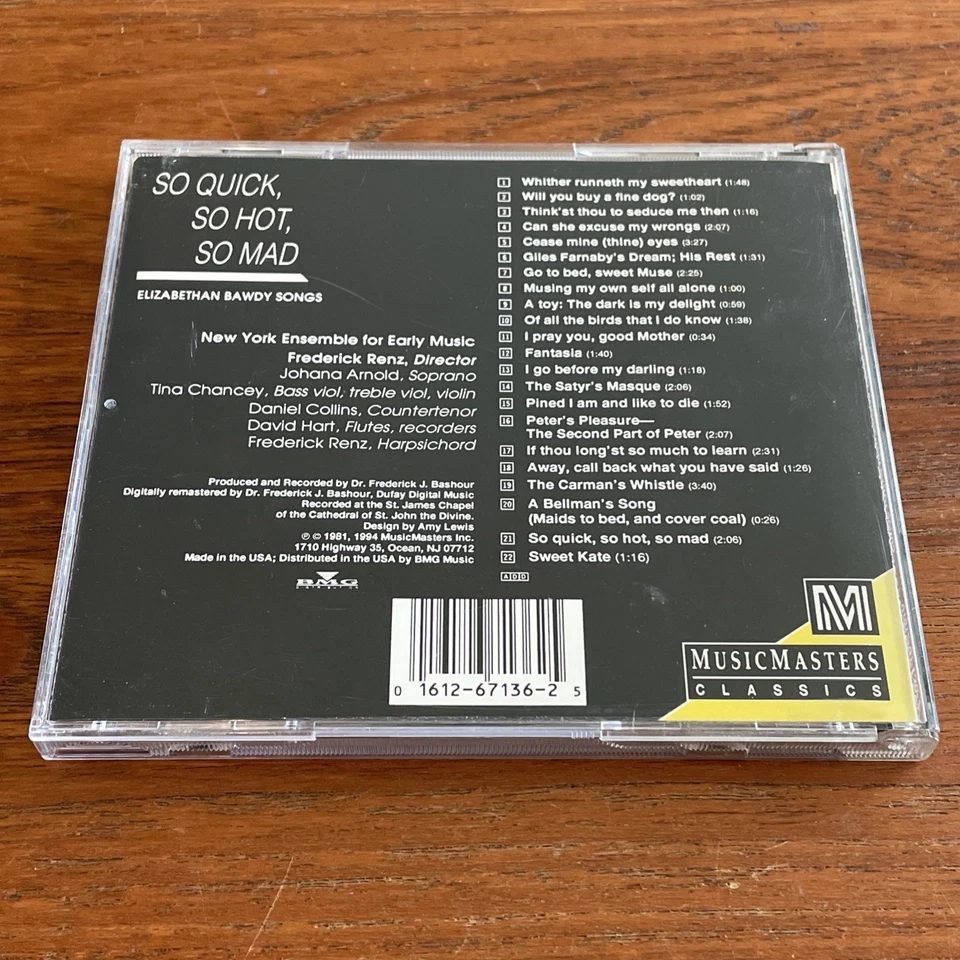 SO QUICK,
SO HOT,
SO MAD
ELIZABETHAN BAWDY SONGS
New York Ensemble for Early Music
Frederick Renz, Director
Johana Arnold, Soprano
Tina Chancey, Bass viol, treble viol, violin
Daniel Collins, Countertenor
David Hart, Flutes, recorders
Frederick Renz, Harpsichord
Produced and Recorded by Dr. Frederick J. Bashour
Digitally remastered by Dr. Frederick J. Bashour, Dufay Digital Music
Recorded at the St. James Chapel
of the Cathedral of St. John the Divine.
Design by Amy Lewis
℗ © 1981, 1994 MusicMasters Inc.
1710 Highway 35, Ocean, NJ 07712
Made in the USA; Distributed in the USA by BMG Music
BMG
1 Whither runneth my sweetheart (1:48)
2 Will you buy a fine dog? (1:02)
3 Think'st thou to seduce me then (1:16)
4 Can she excuse my wrongs (2:07)
5 Cease mine (thine) eyes (3:27)
6 Giles Farnaby's Dream; His Rest (1:31)
7 Go to bed, sweet Muse (2:25)
8 Musing my own self all alone (1:00)
9 A toy: The dark is my delight (0:59)
10 Of all the birds that I do know (1:38)
11 I pray you, good Mother (0:34)
12 Fantasia (1:40)
13 I go before my darling (1:18)
14 The Satyr's Masque (2:06)
15 Pined I am and like to die (1:52)
16 Peter's Pleasure—
The Second Part of Peter (2:07)
17 If thou long'st so much to learn (2:31)
18 Away, call back what you have said (1:26)
19 The Carman's Whistle (3:40)
20 A Bellman's Song
(Maids to bed, and cover coal) (0:26)
21 So quick, so hot, so mad (2:06)
22 Sweet Kate (1:16)
ADD
0 1612-67136-2 5
MM
MUSICMASTERS
CLASSICS